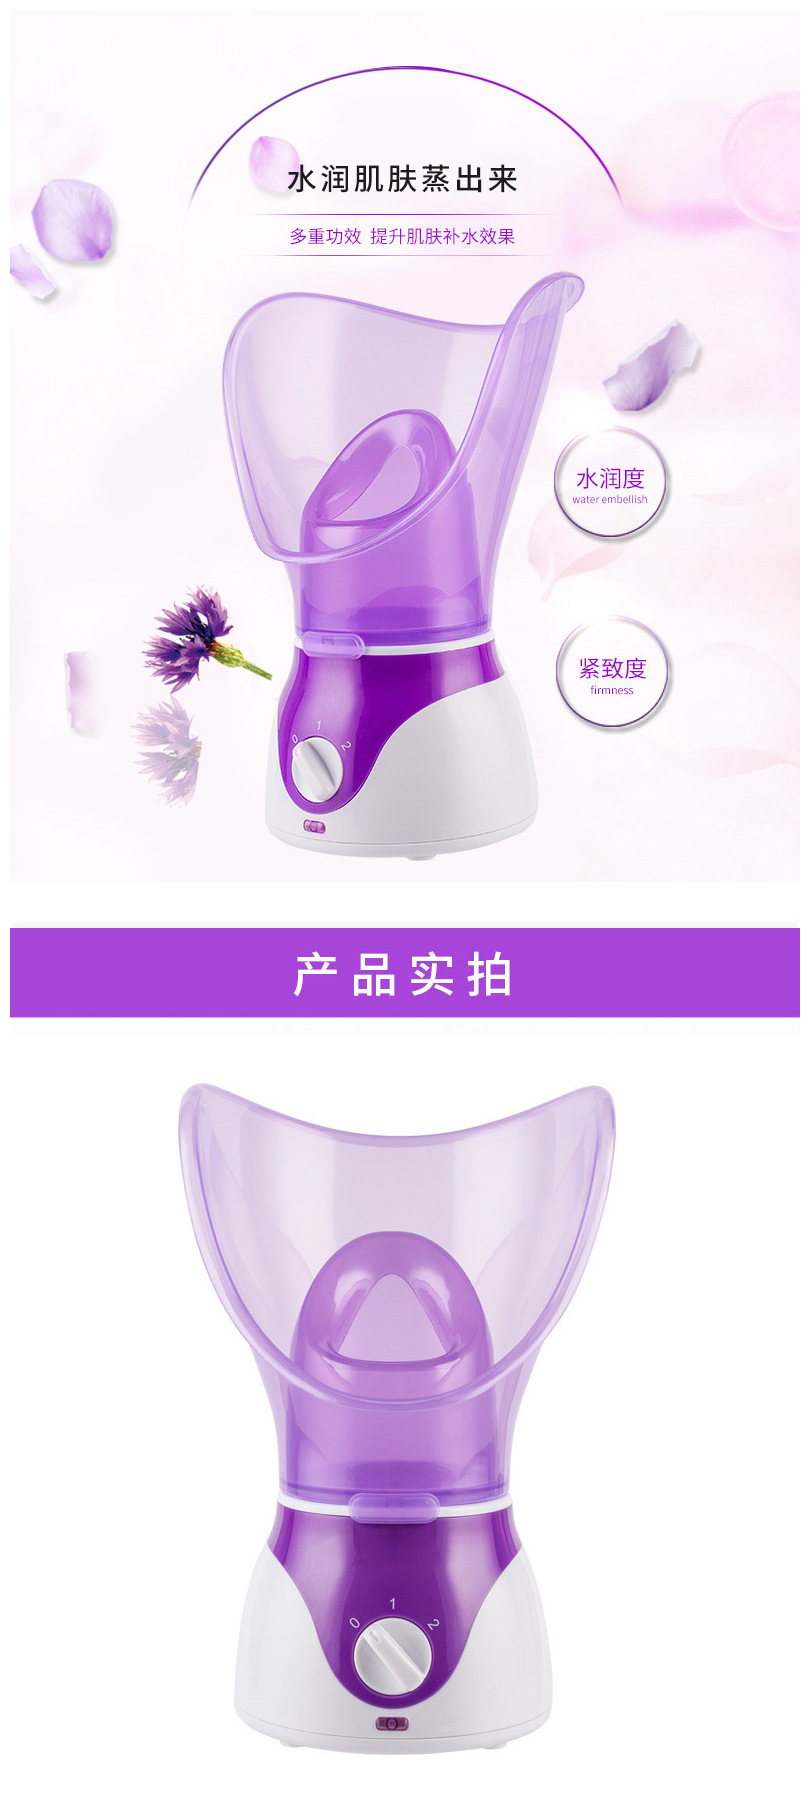 水润肌肤蒸出来
多重功效 提升肌肤补水效果
水润度
water embellish
紧致度
firmness
0 1 2
产品实拍
0 1 2